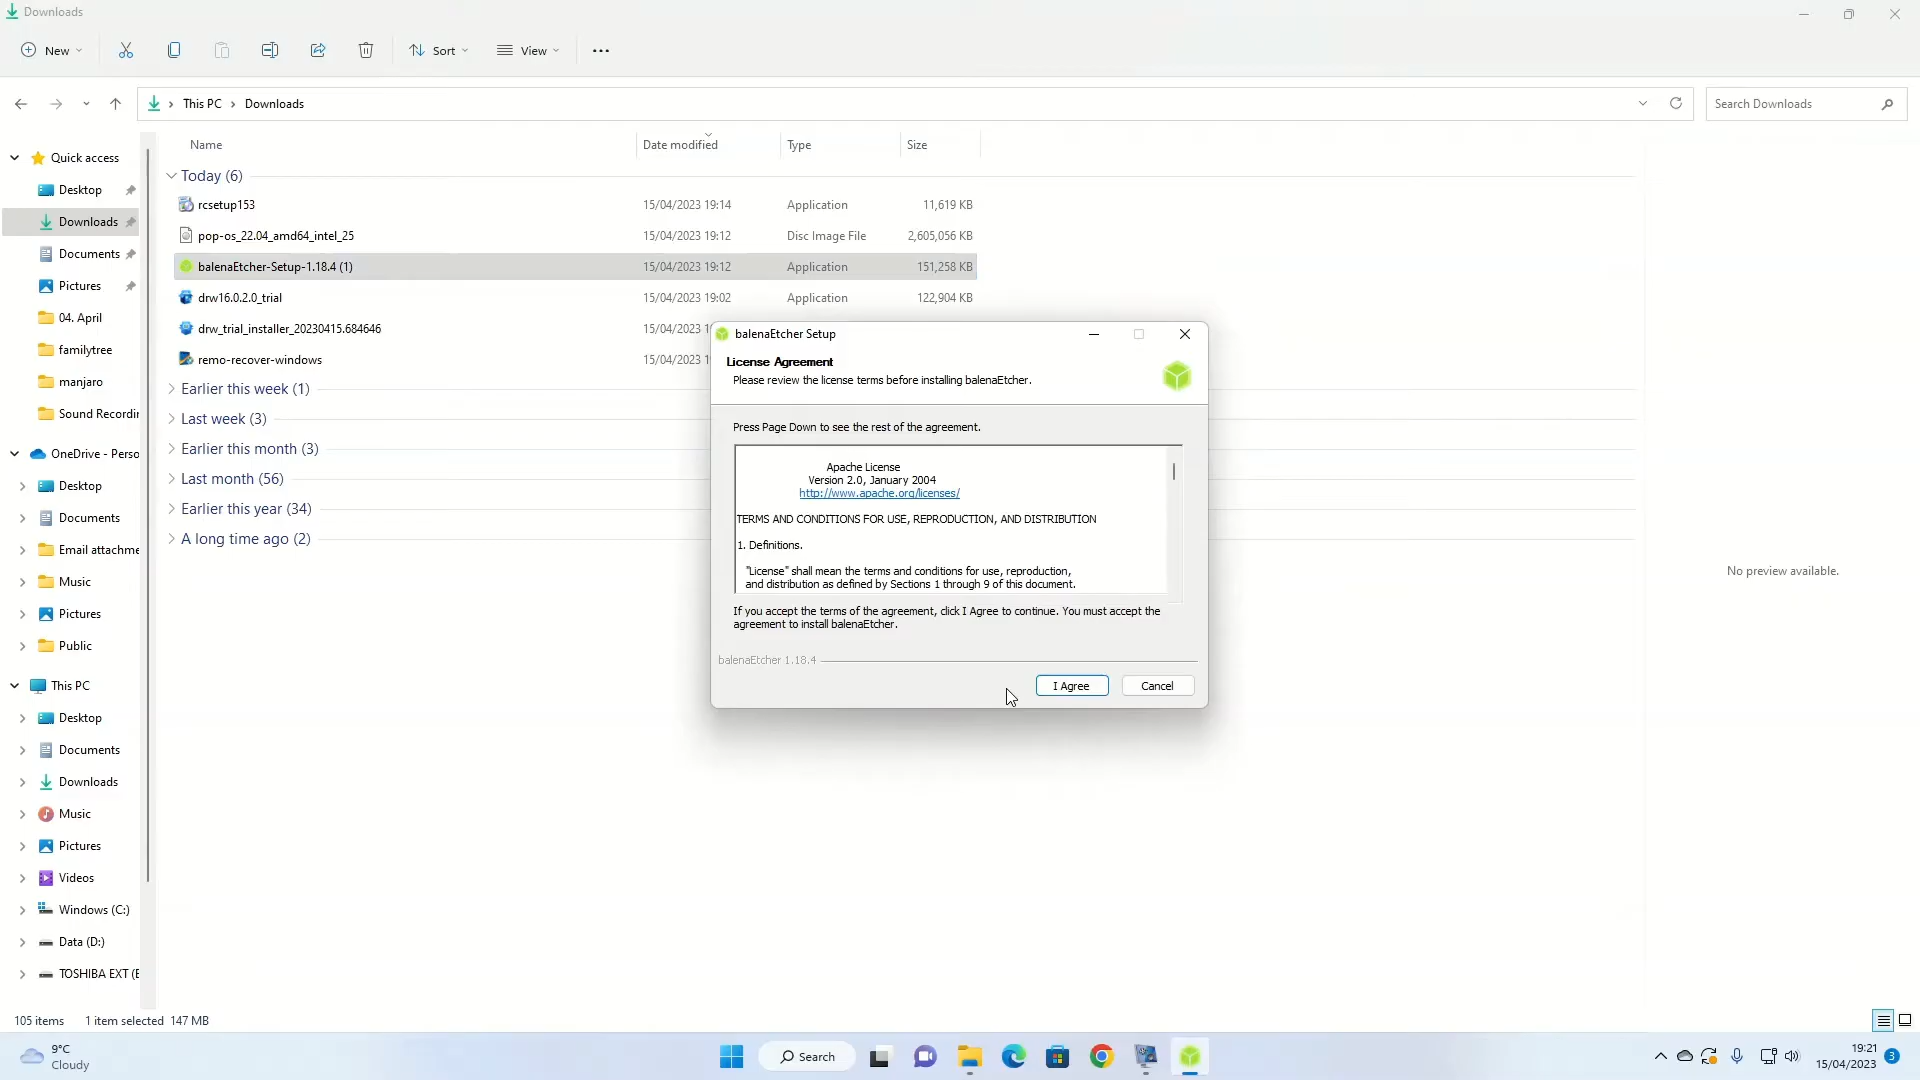 Downloads
New
Sort
View
This PC
Downloads
Search Downloads
Name
Date modified
Type
Size
Quick access
Desktop
Downloads
Documents
Pictures
04. April
familytree
manjaro
Sound Recordin
OneDrive - Perso
Desktop
Documents
Email attachme
Music
Pictures
Public
This PC
Desktop
Documents
Downloads
Music
Pictures
Videos
Windows (C:)
Data (D:)
TOSHIBA EXT (E
Today (6)
rcsetup153 15/04/2023 19:14 Application 11,619 KB
pop-os_22.04_amd64_intel_25 15/04/2023 19:12 Disc Image File 2,605,056 KB
balenaEtcher-Setup-1.18.4 (1) 15/04/2023 19:12 Application 151,258 KB
drw16.0.2.0_trial 15/04/2023 19:02 Application 122,904 KB
drw_trial_installer_20230415.684646 15/04/2023 1
remo-recover-windows 15/04/2023 1
Earlier this week (1)
Last week (3)
Earlier this month (3)
Last month (56)
Earlier this year (34)
A long time ago (2)
balenaEtcher Setup
License Agreement
Please review the license terms before installing balenaEtcher.
Press Page Down to see the rest of the agreement.
Apache License
Version 2.0, January 2004
http://www.apache.org/licenses/
TERMS AND CONDITIONS FOR USE, REPRODUCTION, AND DISTRIBUTION
1. Definitions.
"License" shall mean the terms and conditions for use, reproduction,
and distribution as defined by Sections 1 through 9 of this document.
If you accept the terms of the agreement, click I Agree to continue. You must accept the
agreement to install balenaEtcher.
balenaEtcher 1.18.4
I Agree
Cancel
No preview available.
105 items 1 item selected 147 MB
9°C
Cloudy
Search
19:21
15/04/2023
3